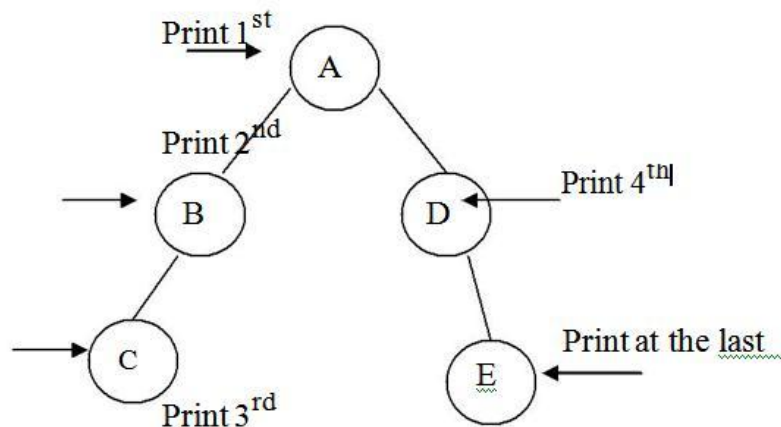 Print 1st
A
Print 2nd
B
D
Print 4th
C
Print 3rd
E
Print at the last